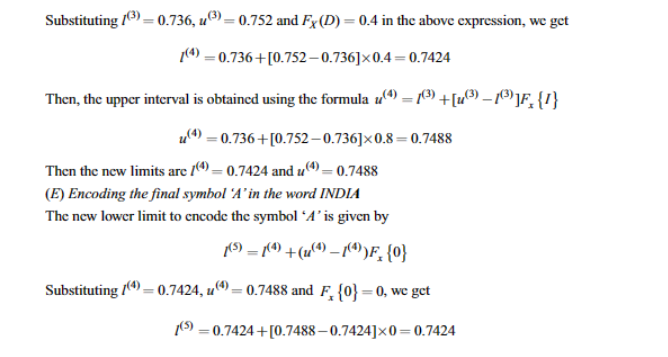 Substituting l^(3) = 0.736, u^(3) = 0.752 and F_X(D) = 0.4 in the above expression, we get
l^(4) = 0.736 + [0.752 – 0.736] × 0.4 = 0.7424
Then, the upper interval is obtained using the formula u^(4) = l^(3) + [u^(3) – l^(3)]F_x{I}
u^(4) = 0.736 + [0.752 – 0.736] × 0.8 = 0.7488
Then the new limits are l^(4) = 0.7424 and u^(4) = 0.7488
(E) Encoding the final symbol 'A' in the word INDIA
The new lower limit to encode the symbol ‘A’ is given by
l^(5) = l^(4) + (u^(4) – l^(4))F_x{0}
Substituting l^(4) = 0.7424, u^(4) = 0.7488 and F_x{0} = 0, we get
l^(5) = 0.7424 + [0.7488 – 0.7424] × 0 = 0.7424